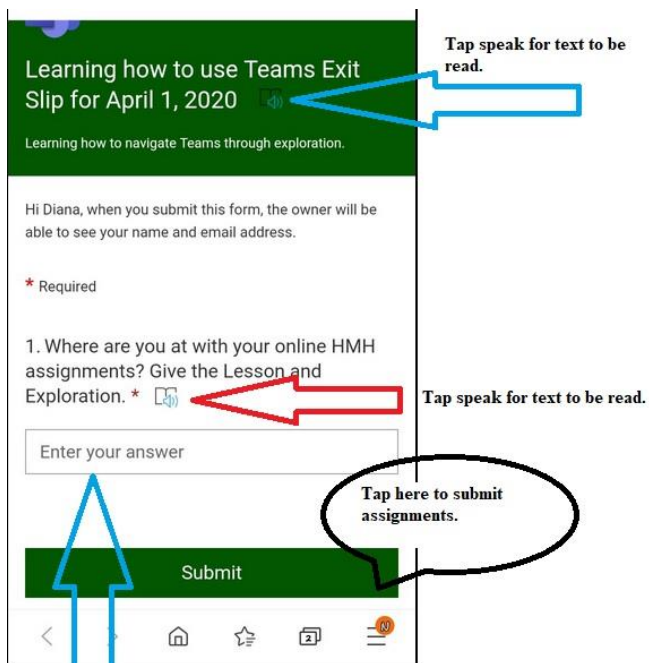 Learning how to use Teams Exit
Slip for April 1, 2020
Tap speak for text to be
read.
Learning how to navigate Teams through exploration.
Hi Diana, when you submit this form, the owner will be
able to see your name and email address.
* Required
1. Where are you at with your online HMH
assignments? Give the Lesson and
Exploration. *
Tap speak for text to be read.
Enter your answer
Tap here to submit
assignments.
Submit
2
N